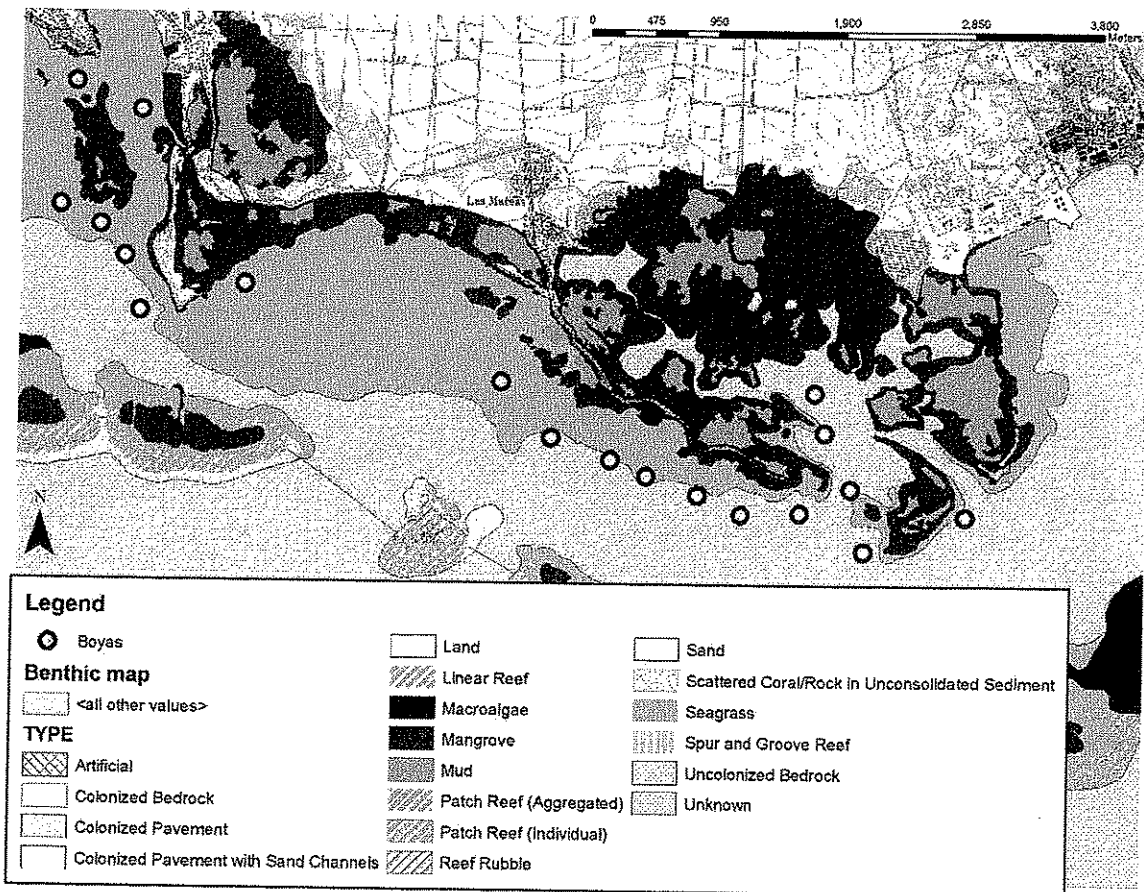 0 475 950 1,900 2,850 3,800
Meters
Las Mareas
N
Legend
Boyas
Benthic map
<all other values>
TYPE
Artificial
Colonized Bedrock
Colonized Pavement
Colonized Pavement with Sand Channels
Land
Linear Reef
Macroalgae
Mangrove
Mud
Patch Reef (Aggregated)
Patch Reef (Individual)
Reef Rubble
Sand
Scattered Coral/Rock in Unconsolidated Sediment
Seagrass
Spur and Groove Reef
Uncolonized Bedrock
Unknown